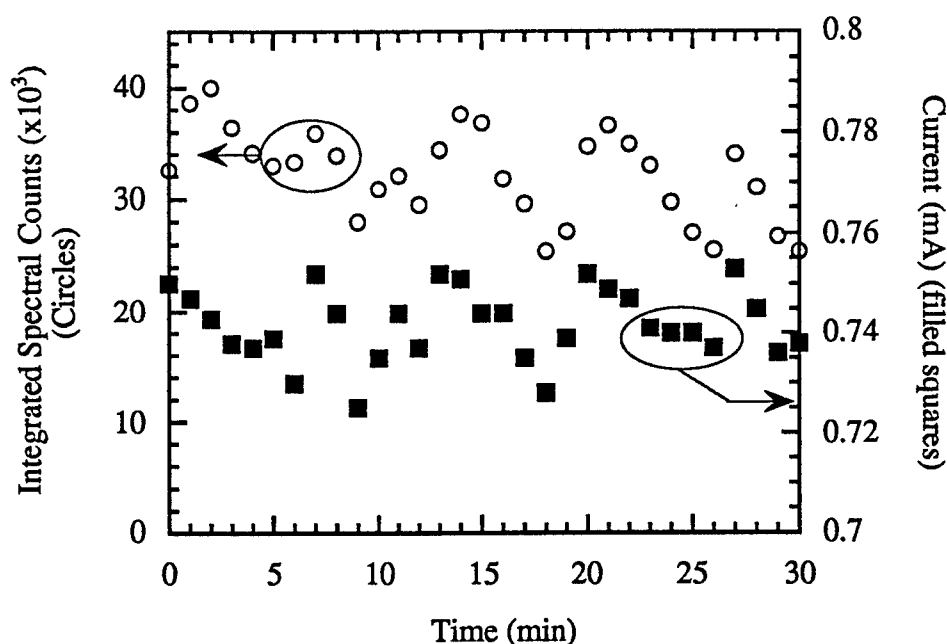 Integrated Spectral Counts (x10³)
(Circles)
40
30
20
10
0
0 5 10 15 20 25 30
Time (min)
0.8
0.78
0.76
0.74
0.72
0.7
Current (mA) (filled squares)